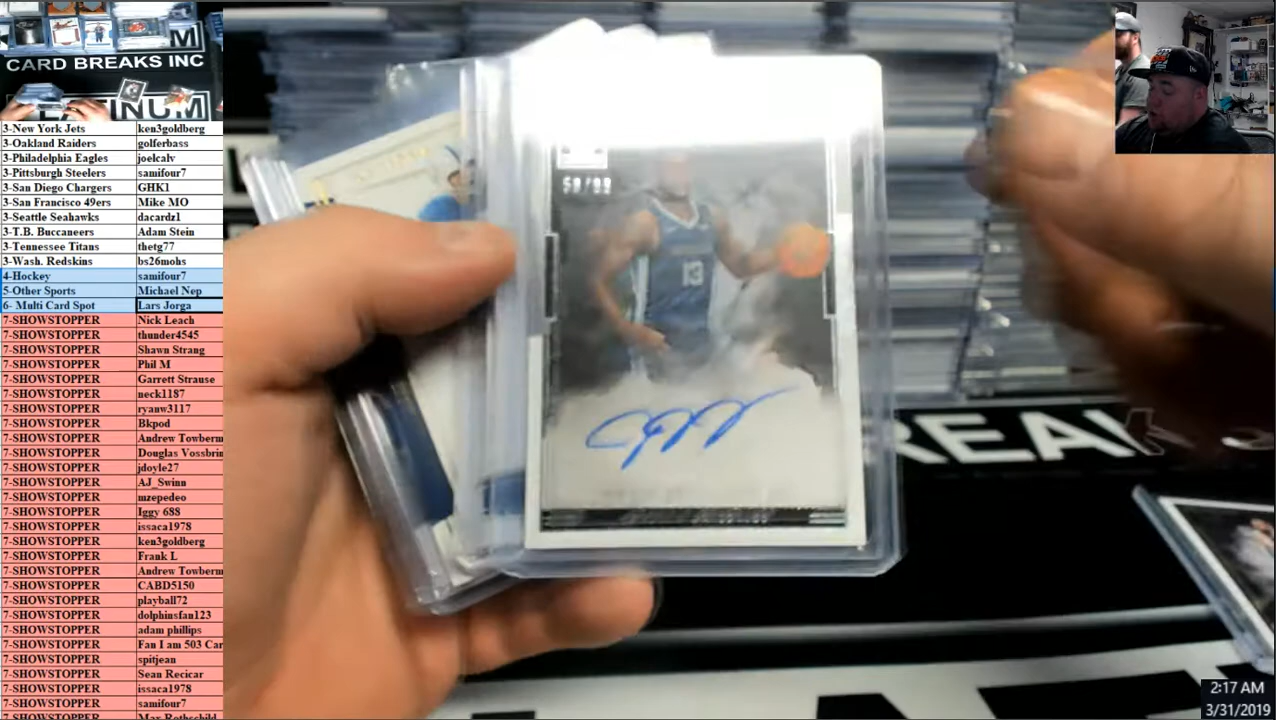 CARD BREAKS INC
3-New York Jets ken3goldberg
3-Oakland Raiders golferbass
3-Philadelphia Eagles joelcalv
3-Pittsburgh Steelers samifour7
3-San Diego Chargers GHK1
3-San Francisco 49ers Mike MO
3-Seattle Seahawks dacardz1
3-T.B. Buccaneers Adam Stein
3-Tennessee Titans thetg77
3-Wash. Redskins bs26mohs
4-Hockey samifour7
5-Other Sports Michael Nep
6- Multi Card Spot Lars Jorga
7-SHOWSTOPPER Nick Leach
7-SHOWSTOPPER thunder4545
7-SHOWSTOPPER Shawn Strang
7-SHOWSTOPPER Phil M
7-SHOWSTOPPER Garrett Strause
7-SHOWSTOPPER neck1187
7-SHOWSTOPPER ryanw3117
7-SHOWSTOPPER Bkpod
7-SHOWSTOPPER Andrew Towberm
7-SHOWSTOPPER Douglas Vossbrin
7-SHOWSTOPPER jdoyle27
7-SHOWSTOPPER AJ_Swinn
7-SHOWSTOPPER mzepedeo
7-SHOWSTOPPER Iggy 688
7-SHOWSTOPPER issaca1978
7-SHOWSTOPPER ken3goldberg
7-SHOWSTOPPER Frank L
7-SHOWSTOPPER Andrew Towberm
7-SHOWSTOPPER CABD5150
7-SHOWSTOPPER playball72
7-SHOWSTOPPER dolphinsfan123
7-SHOWSTOPPER adam phillips
7-SHOWSTOPPER Fan I am 503 Car
7-SHOWSTOPPER spitjean
7-SHOWSTOPPER Sean Recicar
7-SHOWSTOPPER issaca1978
7-SHOWSTOPPER samifour7
7-SHOWSTOPPER Max Rothschild
13
2:17 AM
3/31/2019